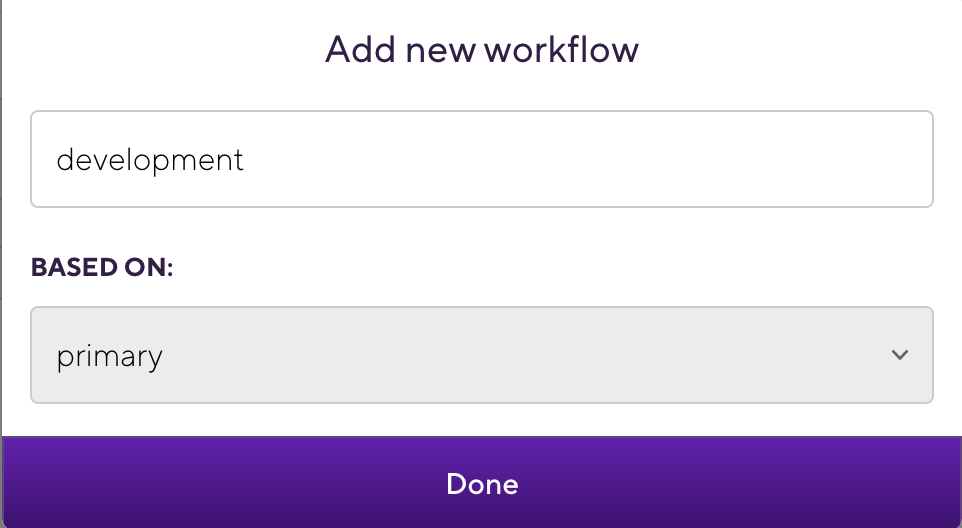 Add new workflow
development
BASED ON:
primary
Done